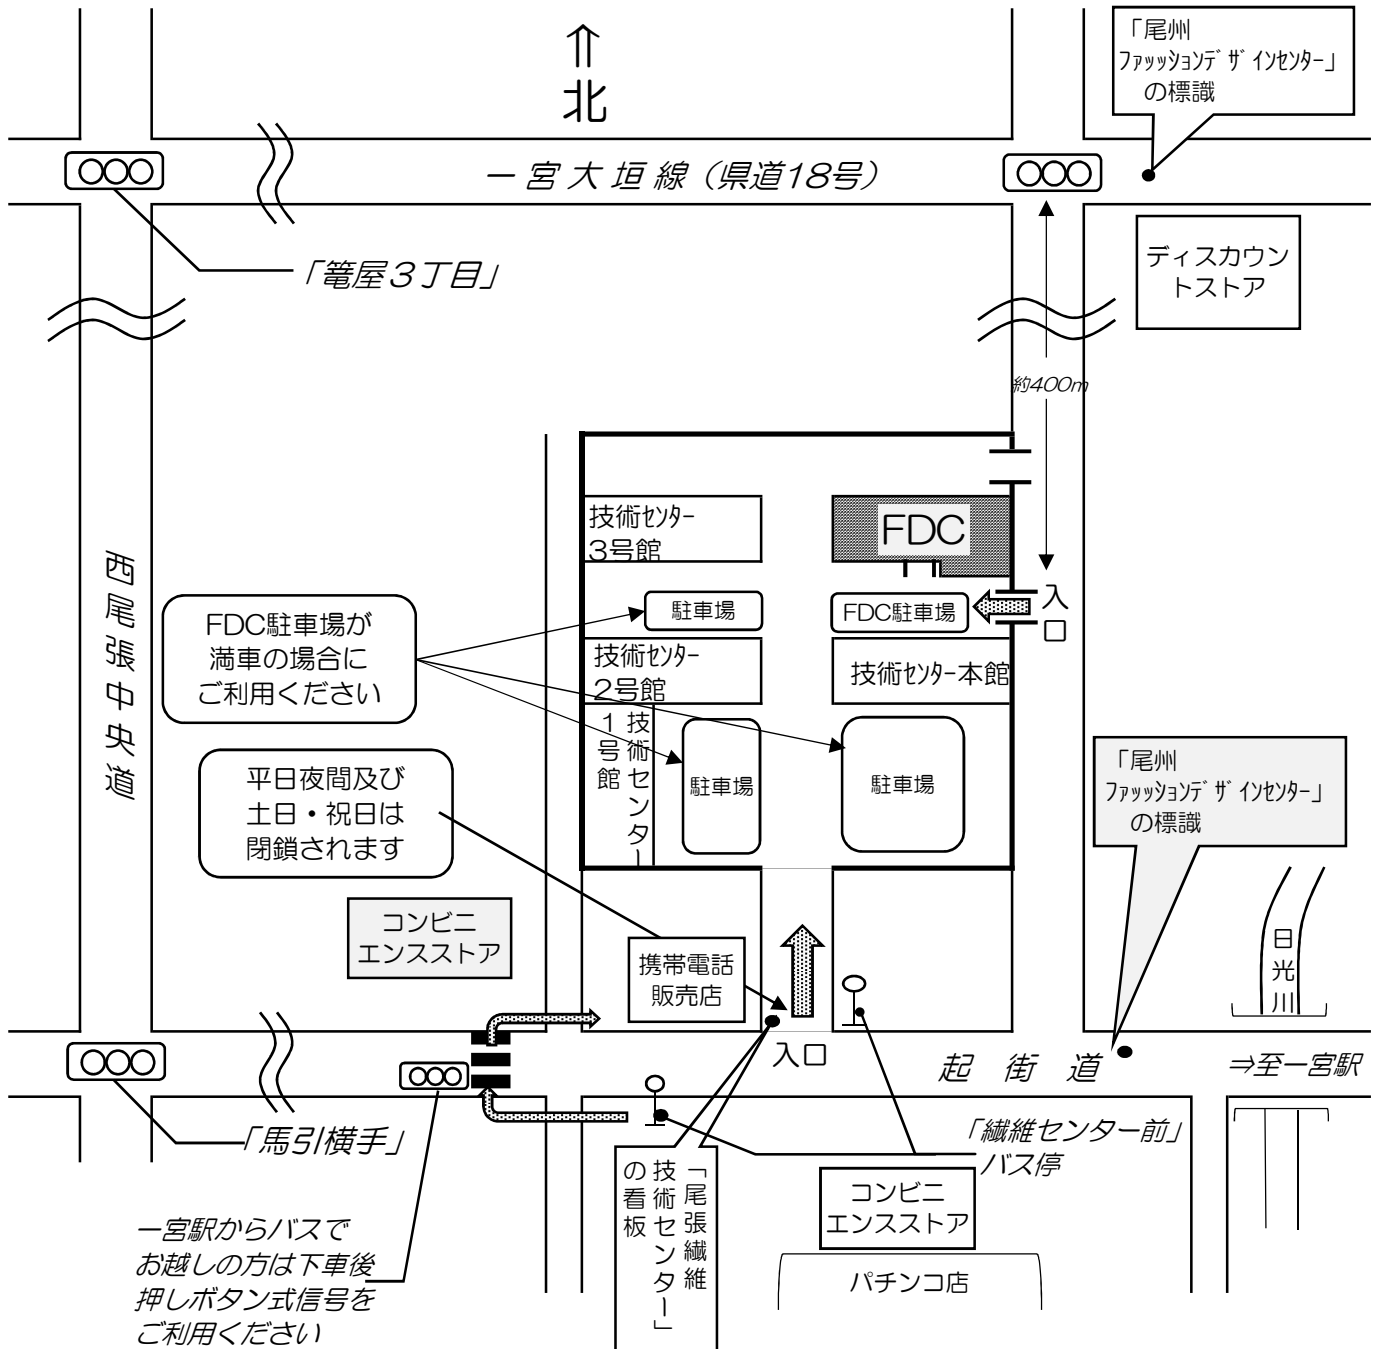 ⇑
北
「尾州
ﾌｧｯｯｼｮﾝﾃﾞｻﾞｲﾝｾﾝﾀｰ」
の標識
一宮大垣線（県道18号）
「篭屋３丁目」
ディスカウン
トストア
約400m
技術ｾﾝﾀｰ
3号館
FDC
入
口
駐車場
FDC駐車場
FDC駐車場が
満車の場合に
ご利用ください
技術ｾﾝﾀｰ
2号館
技術ｾﾝﾀｰ本館
西尾張中央道
技術センター
1号館
駐車場
駐車場
平日夜間及び
土日・祝日は
閉鎖されます
「尾州
ﾌｧｯｯｼｮﾝﾃﾞｻﾞｲﾝｾﾝﾀｰ」
の標識
コンビニ
エンスストア
携帯電話
販売店
日光川
入口
起街道
⇒至一宮駅
「馬引横手」
「繊維センター前」
バス停
「尾張繊維
技術センター」
の看板
コンビニ
エンスストア
パチンコ店
一宮駅からバスで
お越しの方は下車後
押しボタン式信号を
ご利用ください